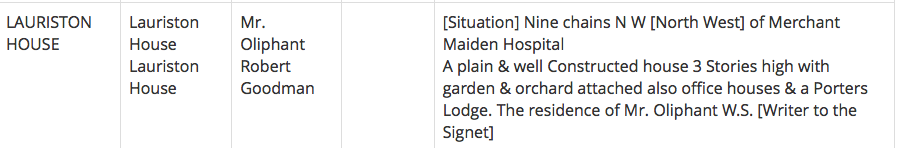 LAURISTON
HOUSE
Lauriston
House
Lauriston
House
Mr.
Oliphant
Robert
Goodman
[Situation] Nine chains N W [North West] of Merchant
Maiden Hospital
A plain & well Constructed house 3 Stories high with
garden & orchard attached also office houses & a Porters
Lodge. The residence of Mr. Oliphant W.S. [Writer to the
Signet]